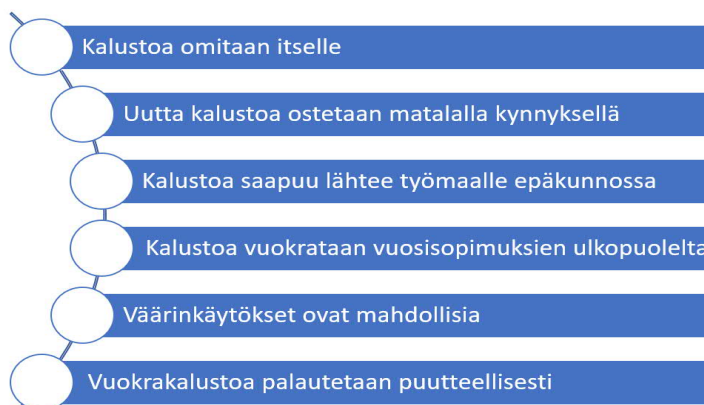 Kalustoa omitaan itselle
Uutta kalustoa ostetaan matalalla kynnyksellä
Kalustoa saapuu lähtee työmaalle epäkunnossa
Kalustoa vuokrataan vuosisopimuksien ulkopuolelta
Väärinkäytökset ovat mahdollisia
Vuokrakalustoa palautetaan puutteellisesti